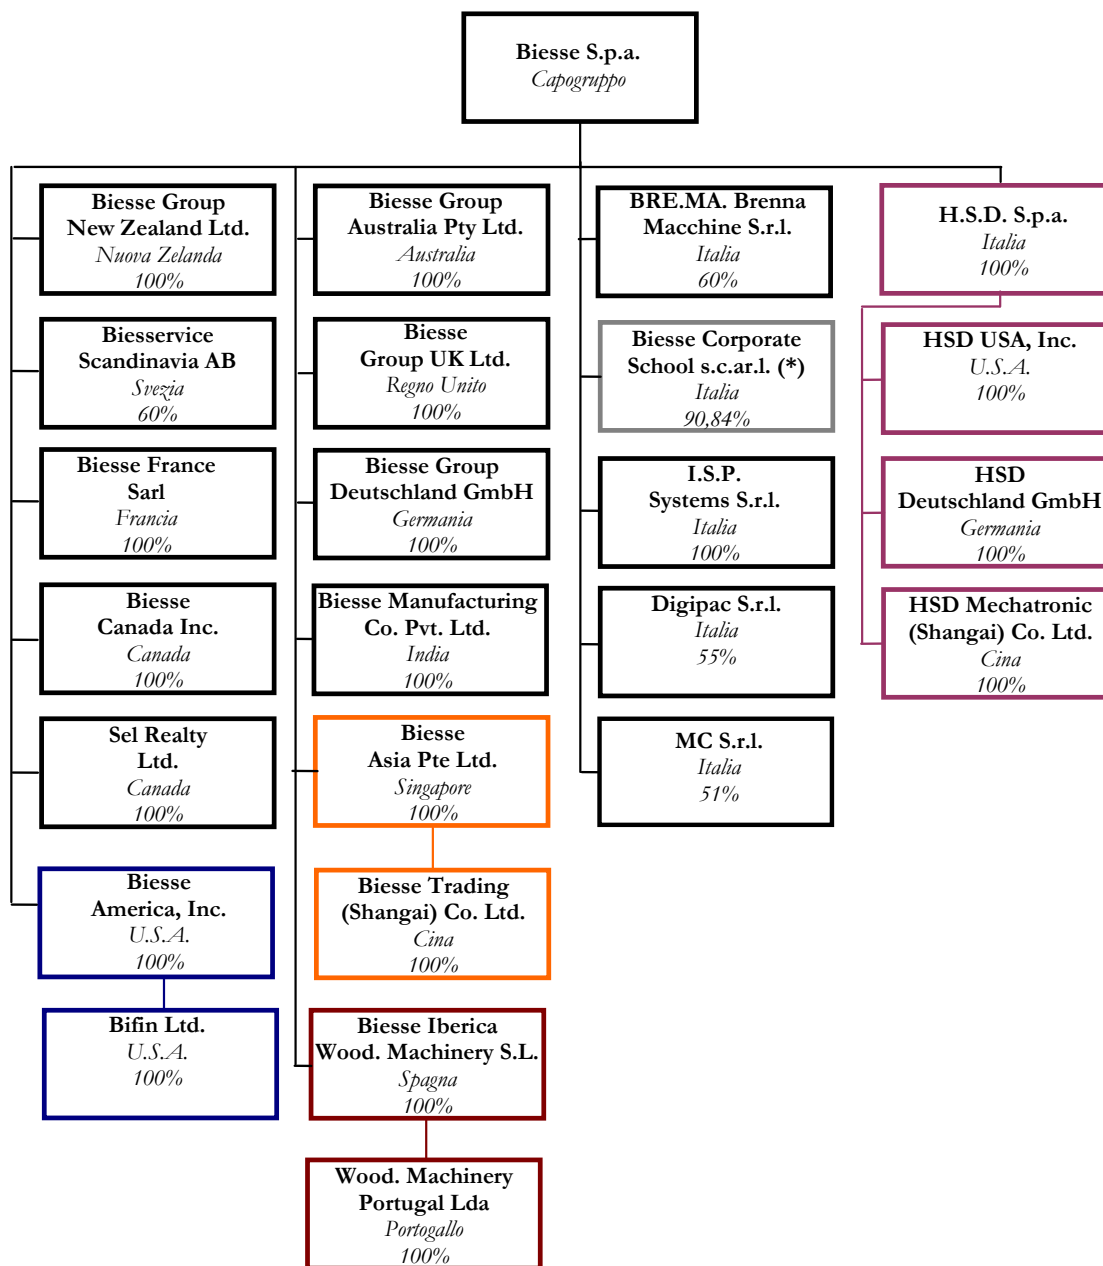 Biesse S.p.a.
Capogruppo
Biesse Group
New Zealand Ltd.
Nuova Zelanda
100%
Biesservice
Scandinavia AB
Svezia
60%
Biesse France
Sarl
Francia
100%
Biesse
Canada Inc.
Canada
100%
Sel Realty
Ltd.
Canada
100%
Biesse
America, Inc.
U.S.A.
100%
Bifin Ltd.
U.S.A.
100%
Biesse Group
Australia Pty Ltd.
Australia
100%
Biesse
Group UK Ltd.
Regno Unito
100%
Biesse Group
Deutschland GmbH
Germania
100%
Biesse Manufacturing
Co. Pvt. Ltd.
India
100%
Biesse
Asia Pte Ltd.
Singapore
100%
Biesse Trading
(Shangai) Co. Ltd.
Cina
100%
Biesse Iberica
Wood. Machinery S.L.
Spagna
100%
Wood. Machinery
Portugal Lda
Portogallo
100%
BRE.MA. Brenna
Macchine S.r.l.
Italia
60%
Biesse Corporate
School s.c.ar.l. (*)
Italia
90,84%
I.S.P.
Systems S.r.l.
Italia
100%
Digipac S.r.l.
Italia
55%
MC S.r.l.
Italia
51%
H.S.D. S.p.a.
Italia
100%
HSD USA, Inc.
U.S.A.
100%
HSD
Deutschland GmbH
Germania
100%
HSD Mechatronic
(Shangai) Co. Ltd.
Cina
100%